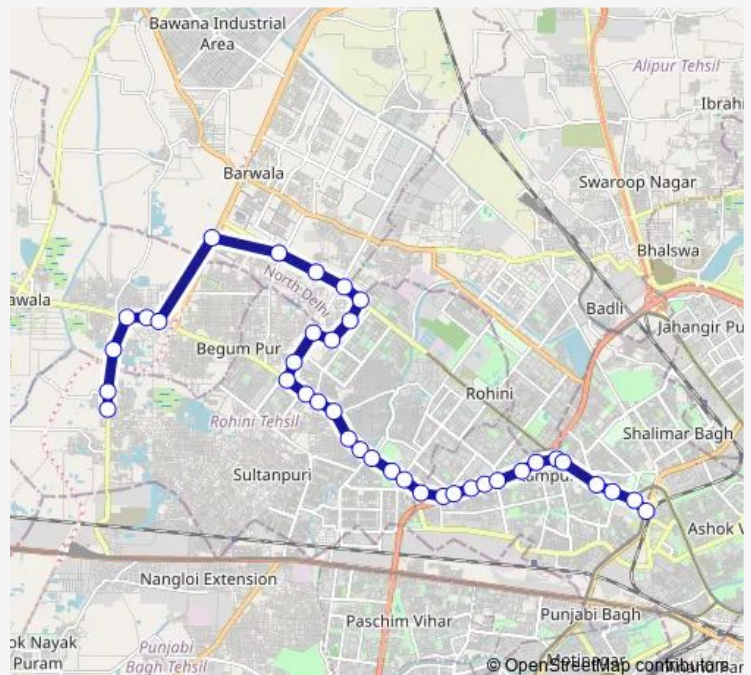 Bawana Industrial
Area
Alipur Tehsil
Ibrahi
Barwala
Swaroop Nagar
Bhalswa
North Delhi
awala
Badli
Jahangir Pu
Begum Pur
Rohini
Rohini Tehsil
Shalimar Bagh
Sultanpuri
Ashok V
Nangloi Extension
Punjabi Bagh
Paschim Vihar
ok Nayak
Puram
Punjabi
Bagh Tehsil
© OpenStreetMap contributors